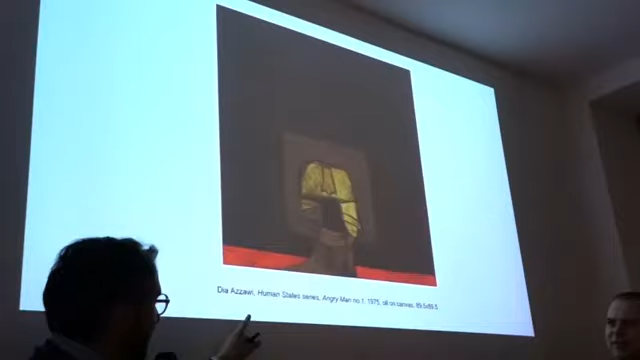 Dia Azzawi, Human States series, Angry Man no.1, 1975, oil on canvas, 89.5x89.5